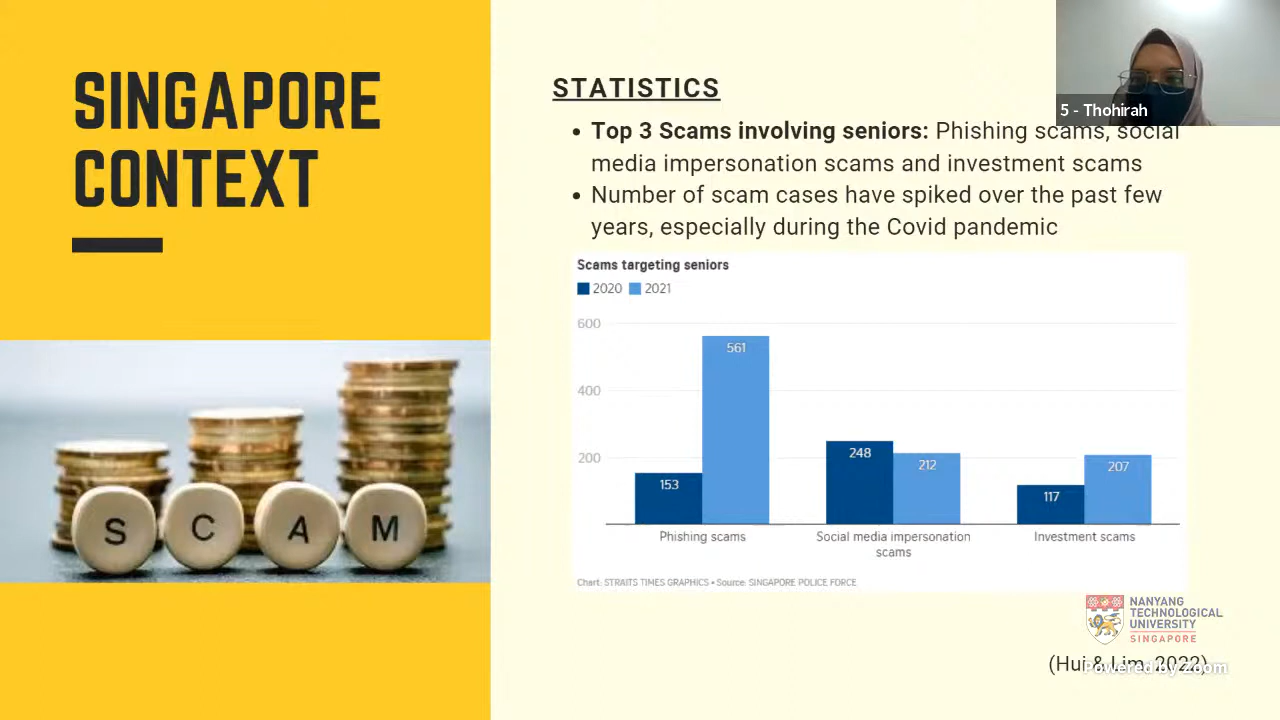 SINGAPORE
CONTEXT
S C A M
STATISTICS
• Top 3 Scams involving seniors: Phishing scams, social
media impersonation scams and investment scams
• Number of scam cases have spiked over the past few
years, especially during the Covid pandemic
5 - Thohirah
Scams targeting seniors
2020 2021
600
400
200
153
561
248
212
117
207
Phishing scams
Social media impersonation
scams
Investment scams
Chart: STRAITS TIMES GRAPHICS • Source: SINGAPORE POLICE FORCE
NANYANG
TECHNOLOGICAL
UNIVERSITY
SINGAPORE
(Hui & Lim, 2022)
Powered by Zoom